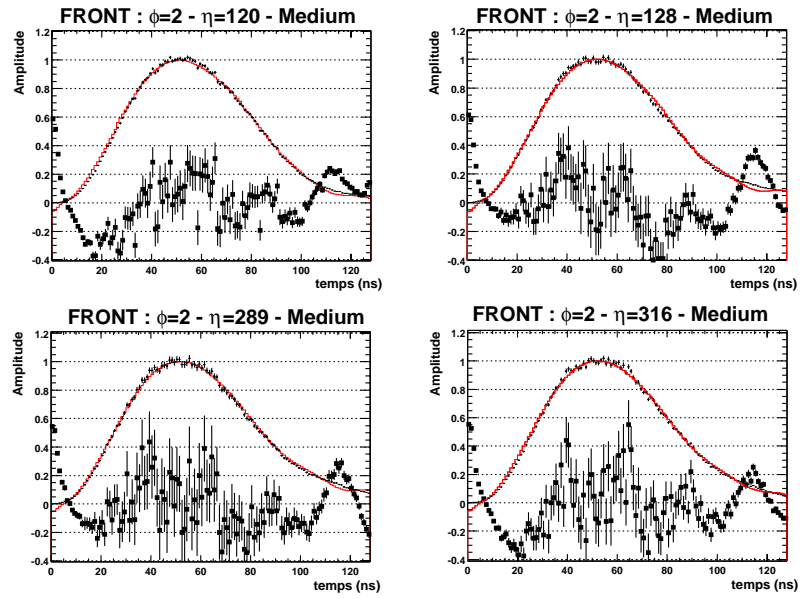 FRONT : ϕ=2 - η=120 - Medium
Amplitude
1.2
1
0.8
0.6
0.4
0.2
0
-0.2
-0.4
0 20 40 60 80 100 120
temps (ns)
FRONT : ϕ=2 - η=128 - Medium
Amplitude
1.2
1
0.8
0.6
0.4
0.2
0
-0.2
-0.4
0 20 40 60 80 100 120
temps (ns)
FRONT : ϕ=2 - η=289 - Medium
Amplitude
1.2
1
0.8
0.6
0.4
0.2
0
-0.2
-0.4
0 20 40 60 80 100 120
temps (ns)
FRONT : ϕ=2 - η=316 - Medium
Amplitude
1.2
1
0.8
0.6
0.4
0.2
0
-0.2
-0.4
0 20 40 60 80 100 120
temps (ns)